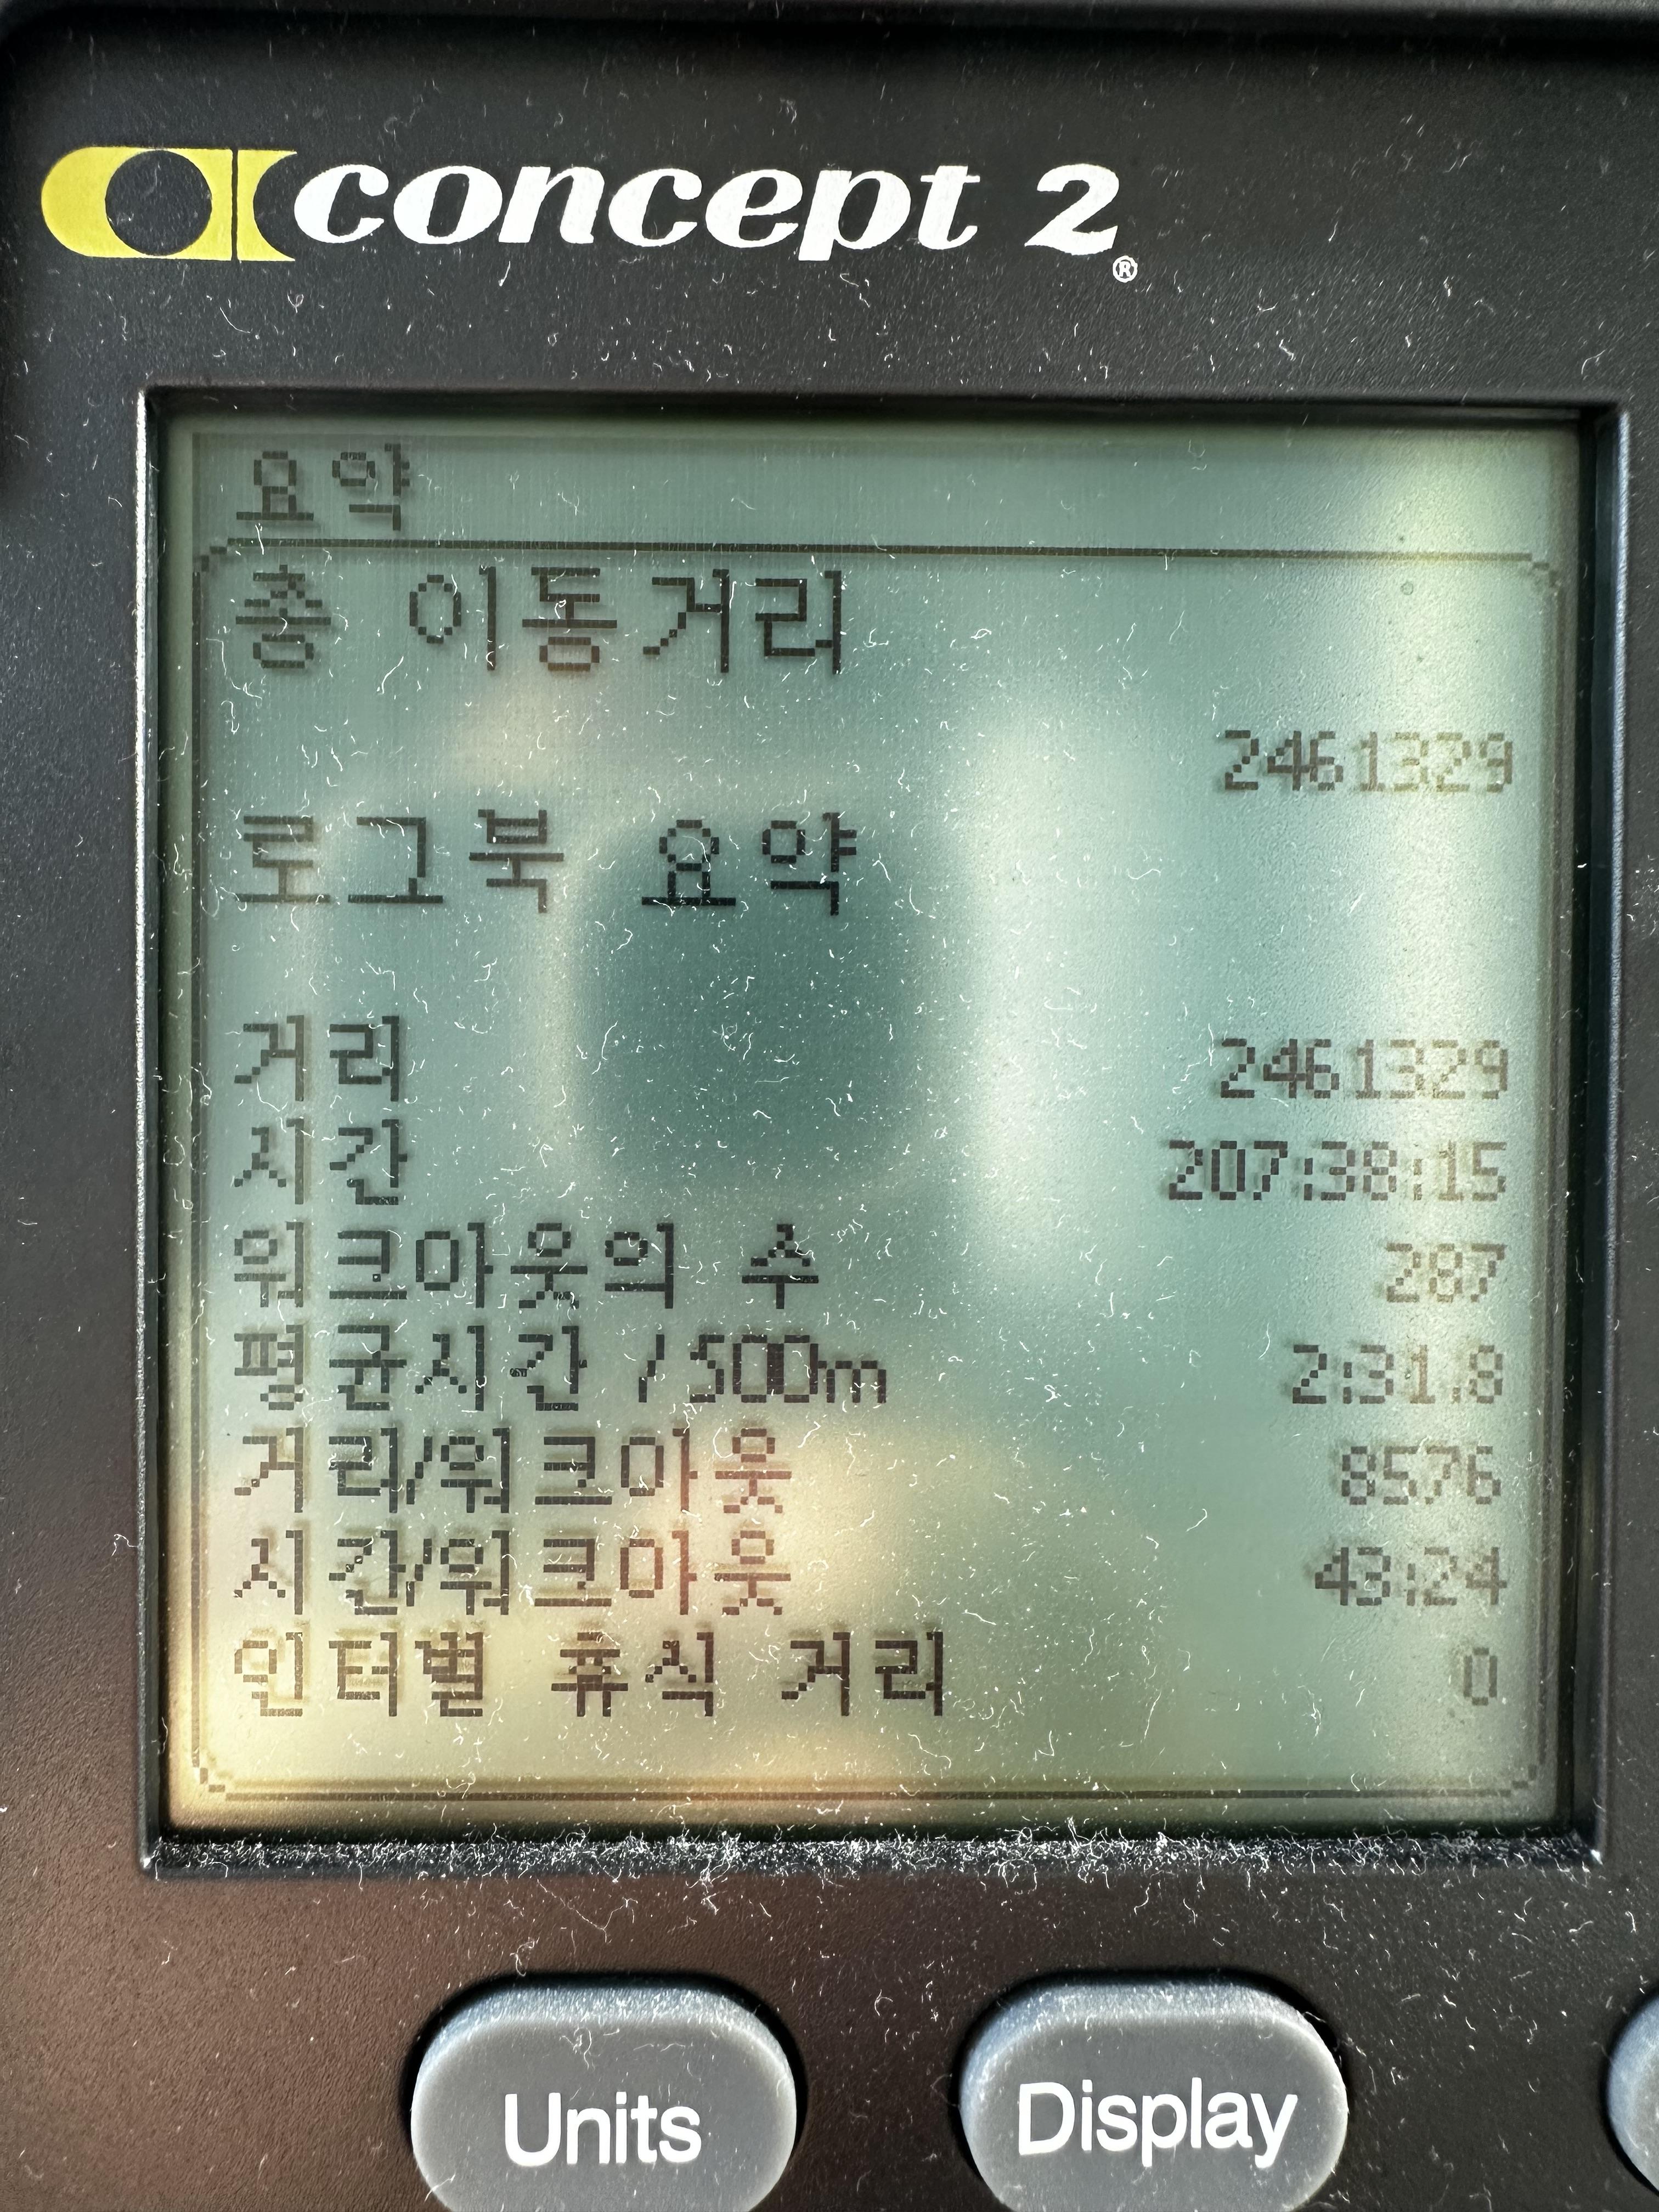 concept 2®
요약
총 이동거리
2461329
로그북 요약
거리 2461329
시간 207:38:15
워크아웃의 수 287
평균시간 /500m 2:31.8
거리/워크아웃 8576
시간/워크아웃 43:24
인터벌 휴식 거리 0
Units Display